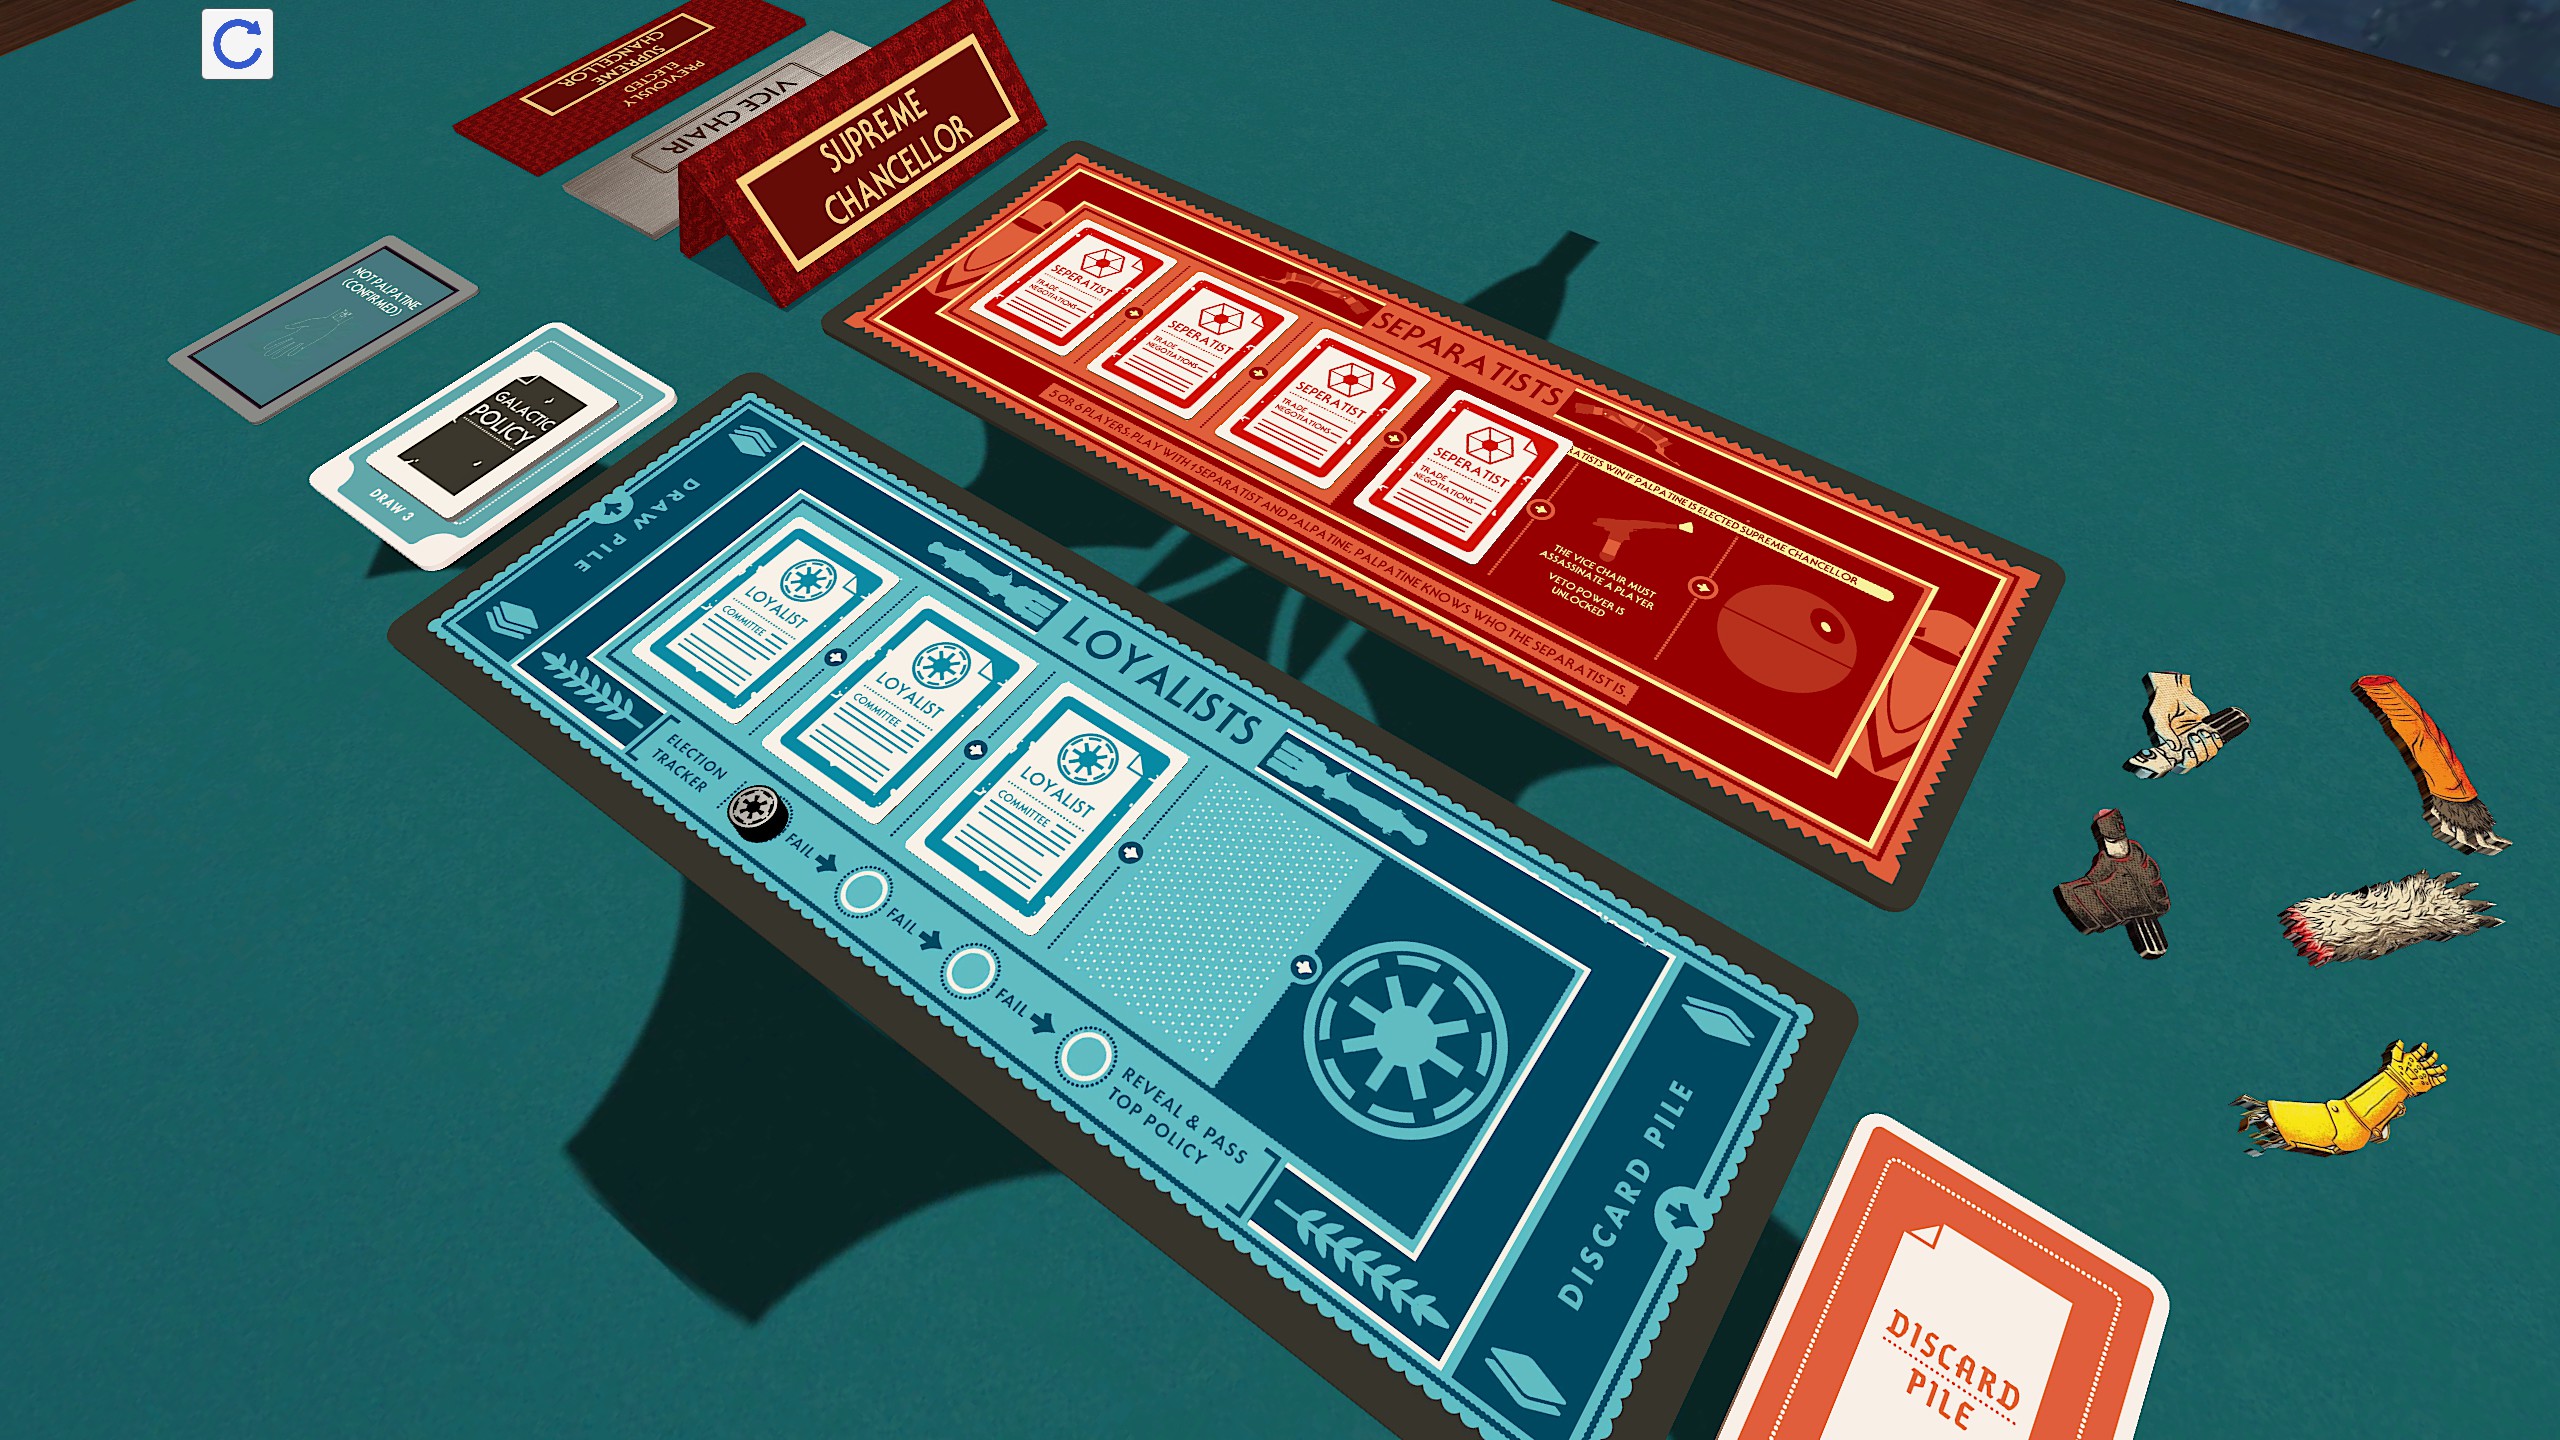 PREVIOUSLY
ELECTED
SUPREME
CHANCELLOR
VICE CHAIR
SUPREME
CHANCELLOR
NOT PALPATINE
(CONFIRMED)
GALACTIC
POLICY
DRAW 3
SEPARATISTS
SEPERATIST
TRADE
NEGOTIATIONS
SEPERATIST
TRADE
NEGOTIATIONS
SEPERATIST
TRADE
NEGOTIATIONS
SEPERATIST
TRADE
NEGOTIATIONS
RATISTS WIN IF PALPATINE IS ELECTED SUPREME CHANCELLOR
THE VICE CHAIR MUST
ASSASSINATE A PLAYER
VETO POWER IS
UNLOCKED
5 OR 6 PLAYERS: PLAY WITH 1 SEPARATIST AND PALPATINE. PALPATINE KNOWS WHO THE SEPARATIST IS.
DRAW PILE
LOYALISTS
LOYALIST
COMMITTEE
LOYALIST
COMMITTEE
LOYALIST
COMMITTEE
ELECTION
TRACKER
FAIL
FAIL
FAIL
REVEAL & PASS
TOP POLICY
DISCARD PILE
DISCARD
PILE